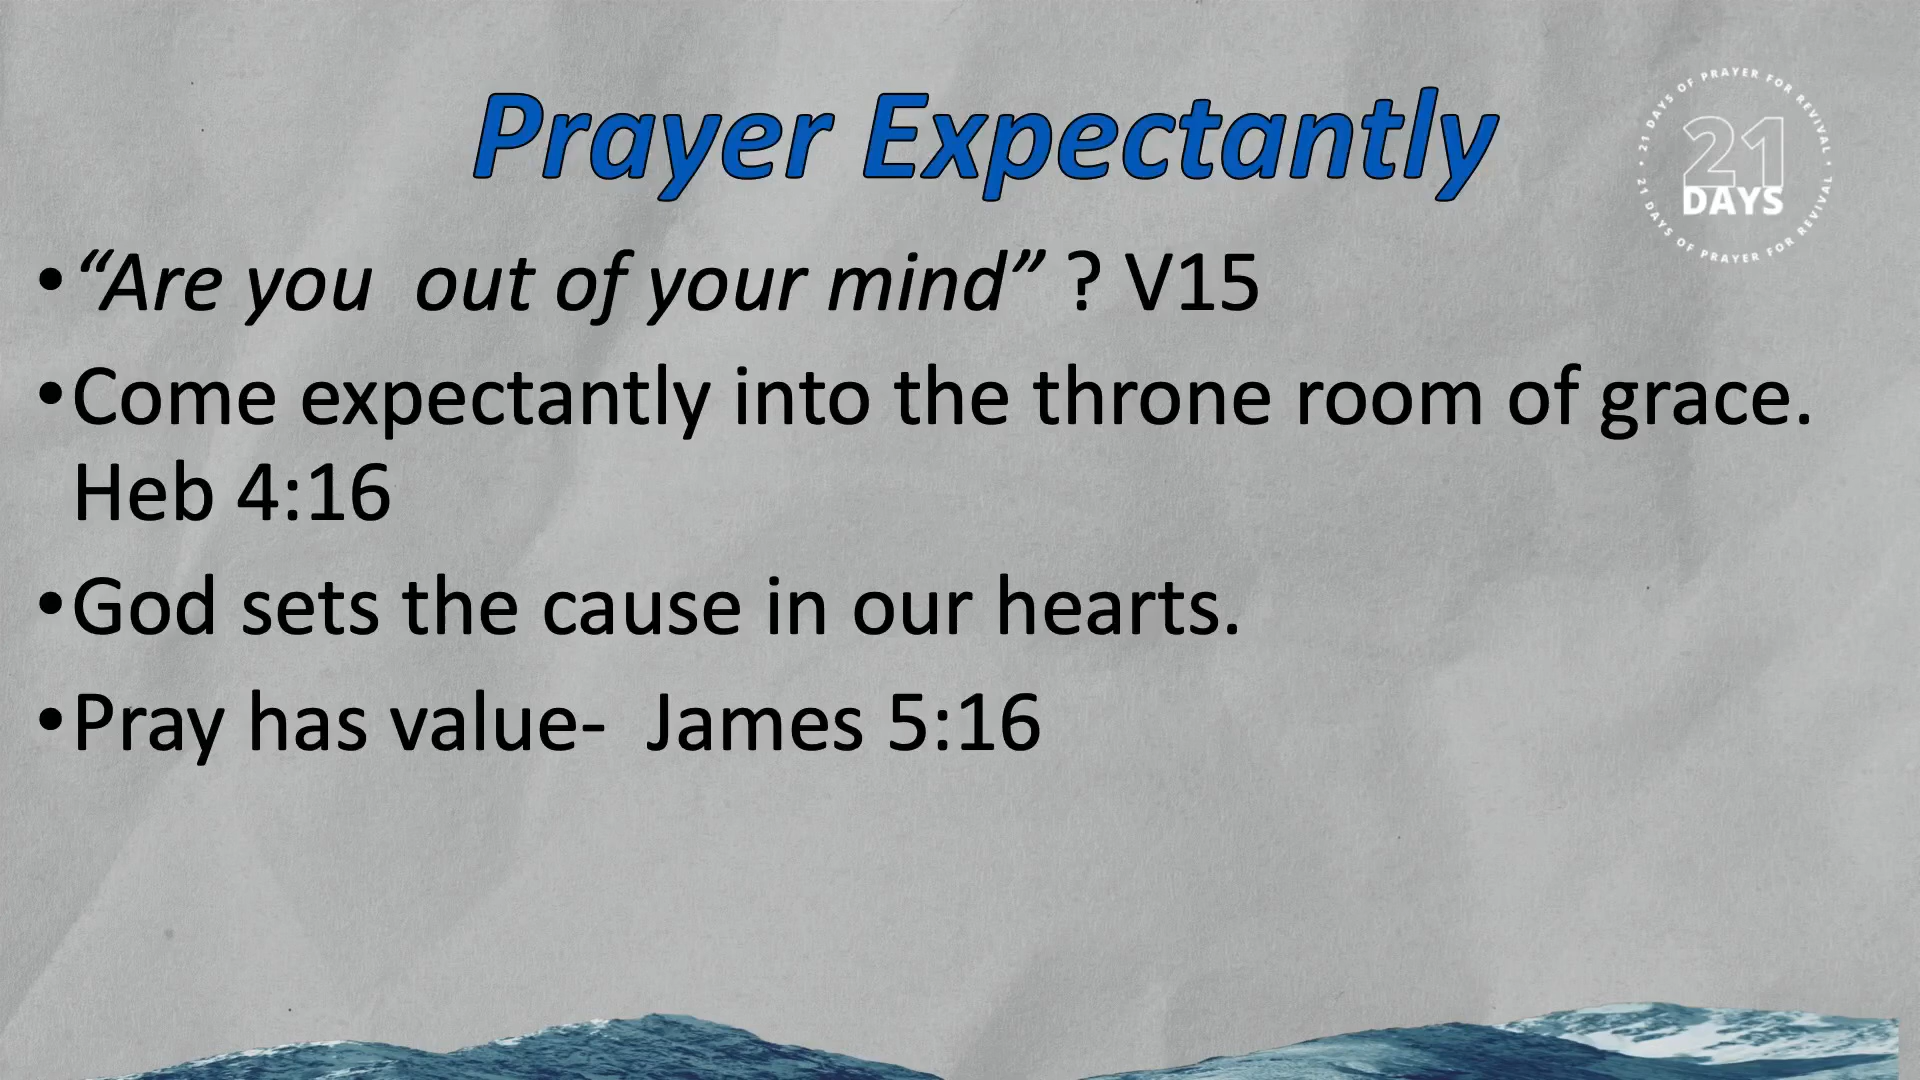 Prayer Expectantly
21 DAYS OF PRAYER FOR REVIVAL • 21 DAYS OF PRAYER FOR REVIVAL •
21
DAYS
•“Are you  out of your mind” ? V15
•Come expectantly into the throne room of grace.
Heb 4:16
•God sets the cause in our hearts.
•Pray has value-  James 5:16